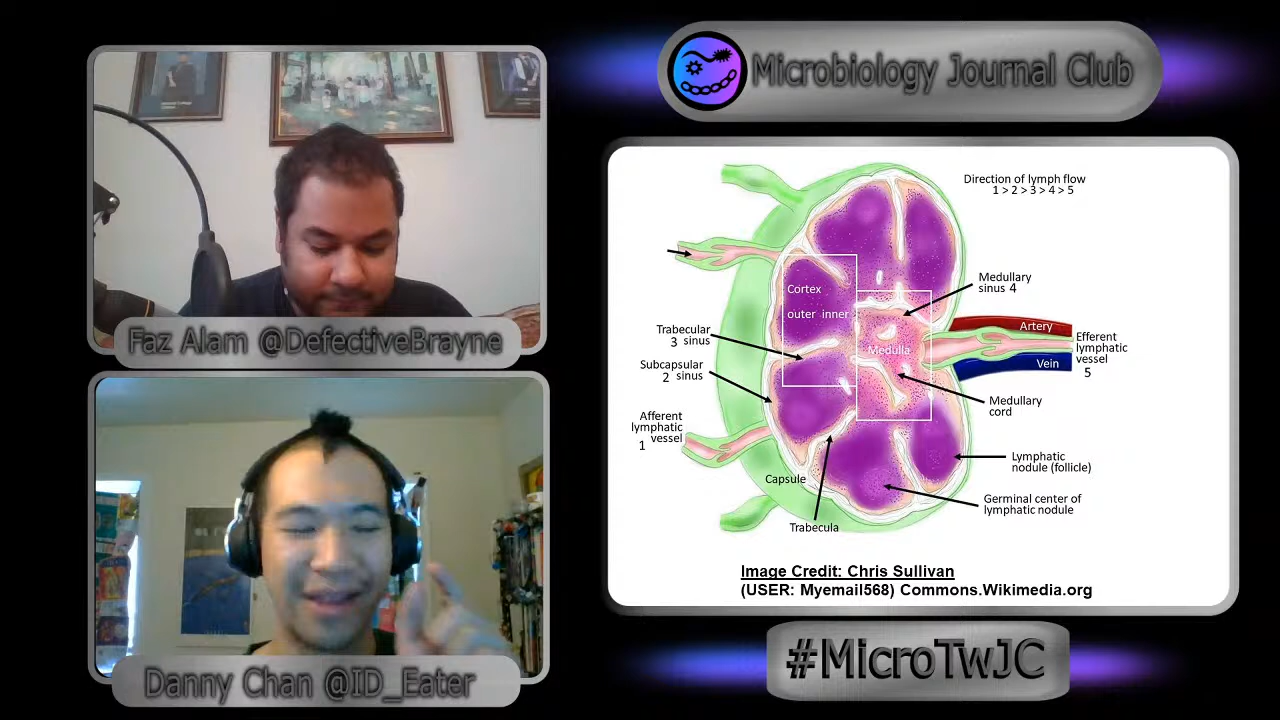 Microbiology Journal Club
Faz Alam @DefectiveBrayne
Danny Chan @ID_Eater
Direction of lymph flow
1 > 2 > 3 > 4 > 5
Cortex
outer inner
Medullary
sinus 4
Trabecular
3 sinus
Subcapsular
2 sinus
Afferent
lymphatic
vessel
1
Medulla
Artery
Vein
Efferent
lymphatic
vessel
5
Medullary
cord
Lymphatic
nodule (follicle)
Capsule
Germinal center of
lymphatic nodule
Trabecula
Image Credit: Chris Sullivan
(USER: Myemail568) Commons.Wikimedia.org
#MicroTwJC